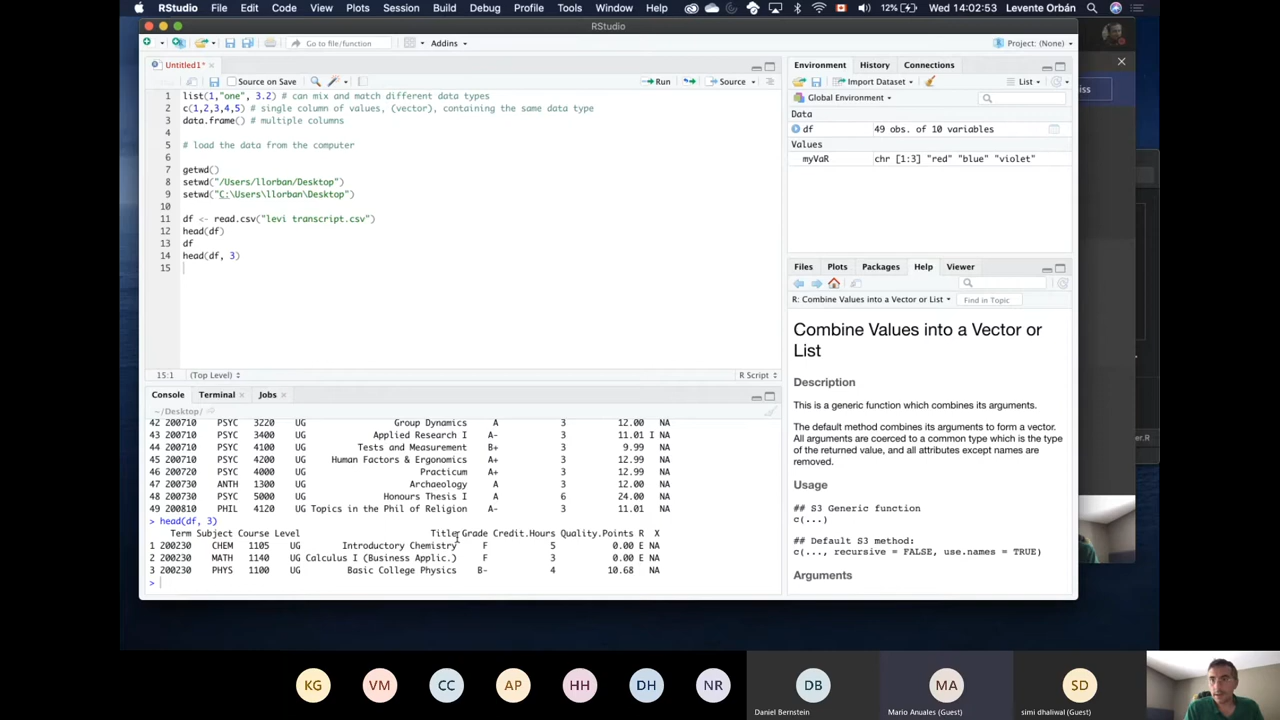 RStudio File Edit Code View Plots Session Build Debug Profile Tools Window Help
12% Wed 14:02:53 Levente Orbán
RStudio
Go to file/function
Addins
Project: (None)
Untitled1*
Source on Save
Run
Source
1 list(1,"one", 3.2) # can mix and match different data types
2 c(1,2,3,4,5) # single column of values, (vector), containing the same data type
3 data.frame() # multiple columns
4
5 # load the data from the computer
6
7 getwd()
8 setwd("/Users/llorban/Desktop")
9 setwd("C:\Users\llorban\Desktop")
10
11 df <- read.csv("levi transcript.csv")
12 head(df)
13 df
14 head(df, 3)
15
15:1 (Top Level) R Script
Console Terminal Jobs
~/Desktop/
42 200710 PSYC 3220 UG Group Dynamics A 3 12.00 NA
43 200710 PSYC 3400 UG Applied Research I A- 3 11.01 I NA
44 200710 PSYC 4100 UG Tests and Measurement B+ 3 9.99 NA
45 200710 PSYC 4200 UG Human Factors & Ergonomics A+ 3 12.99 NA
46 200720 PSYC 4000 UG Practicum A+ 3 12.99 NA
47 200730 ANTH 1300 UG Archaeology A 3 12.00 NA
48 200730 PSYC 5000 UG Honours Thesis I A 6 24.00 NA
49 200810 PHIL 4120 UG Topics in the Phil of Religion A- 3 11.01 NA
> head(df, 3)
Term Subject Course Level Title Grade Credit.Hours Quality.Points R X
1 200230 CHEM 1105 UG Introductory Chemistry F 5 0.00 E NA
2 200230 MATH 1140 UG Calculus I (Business Applic.) F 3 0.00 E NA
3 200230 PHYS 1100 UG Basic College Physics B- 4 10.68 NA
>
Environment History Connections
Import Dataset List
Global Environment
Data
df 49 obs. of 10 variables
Values
myVaR chr [1:3] "red" "blue" "violet"
Files Plots Packages Help Viewer
R: Combine Values into a Vector or List Find in Topic
Combine Values into a Vector or
List
Description
This is a generic function which combines its arguments.
The default method combines its arguments to form a vector.
All arguments are coerced to a common type which is the type
of the returned value, and all attributes except names are
removed.
Usage
## S3 Generic function
c(...)
## Default S3 method:
c(..., recursive = FALSE, use.names = TRUE)
Arguments
iss
er.R
KG VM CC AP HH DH NR DB MA SD
Daniel Bernstein
Mario Anuales (Guest)
simi dhaliwal (Guest)